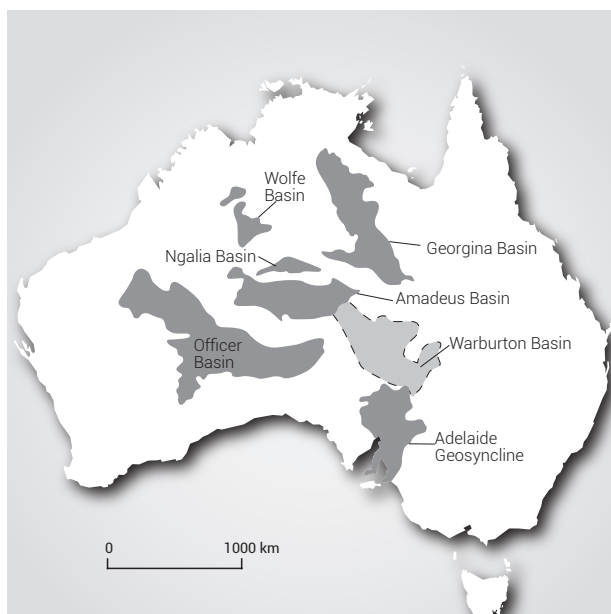 Wolfe
Basin
Georgina Basin
Ngalia Basin
Amadeus Basin
Warburton Basin
Officer
Basin
Adelaide
Geosyncline
0
1000 km